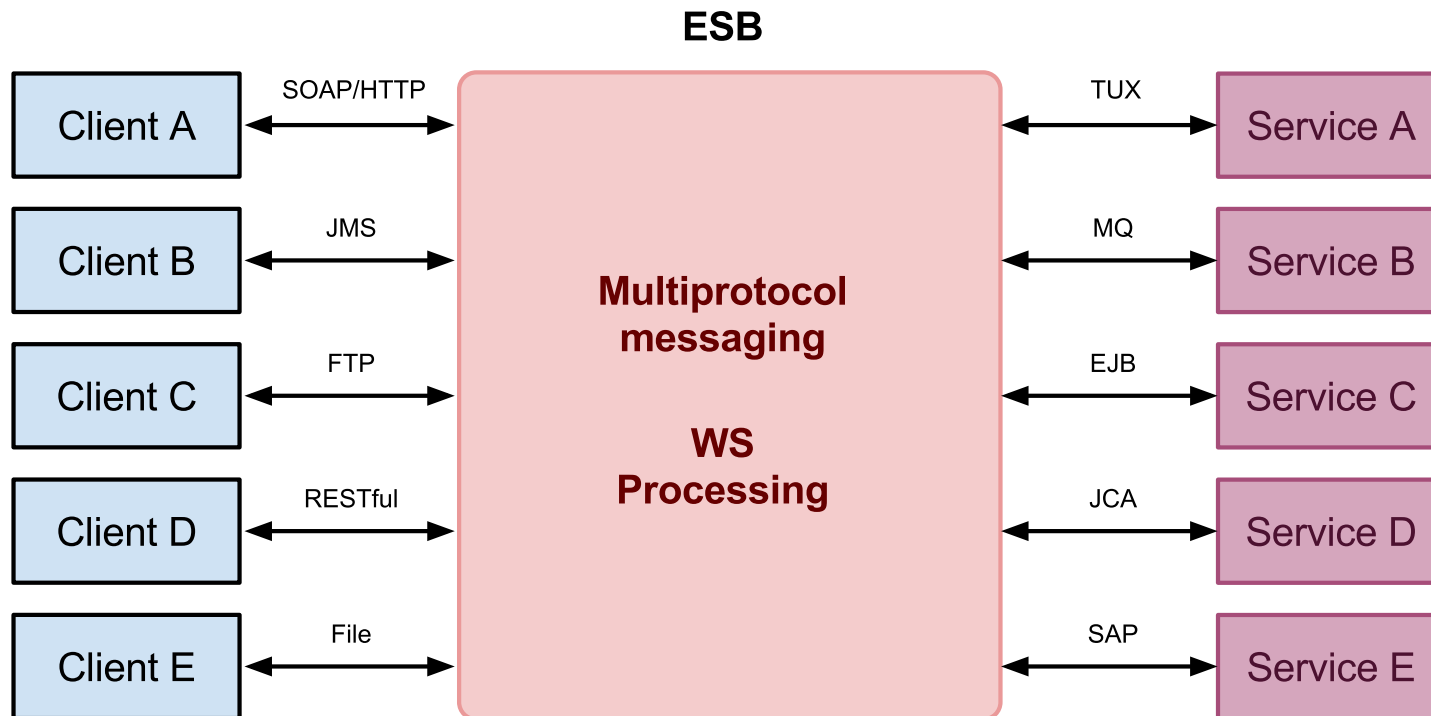 ESB
Client A
SOAP/HTTP
TUX
Service A
Client B
JMS
MQ
Service B
Multiprotocol
messaging
Client C
FTP
EJB
Service C
WS
Processing
Client D
RESTful
JCA
Service D
Client E
File
SAP
Service E